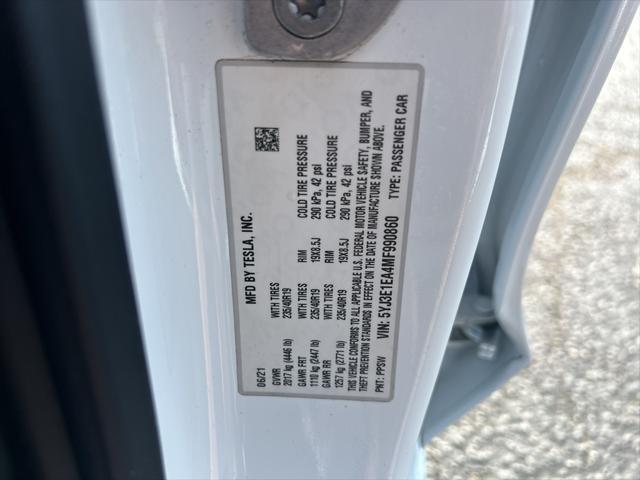 MFD BY TESLA, INC.
06/21
GVWR WITH TIRES RIM COLD TIRE PRESSURE
2017 kg (4446 lb) 235/40R19
GAWR FRT WITH TIRES RIM COLD TIRE PRESSURE
1110 kg (2447 lb) 235/40R19 19X8.5J 290 kPa, 42 psi
GAWR RR WITH TIRES RIM COLD TIRE PRESSURE
1257 kg (2771 lb) 235/40R19 19X8.5J 290 kPa, 42 psi
THIS VEHICLE CONFORMS TO ALL APPLICABLE U.S. FEDERAL MOTOR VEHICLE SAFETY, BUMPER, AND
THEFT PREVENTION STANDARDS IN EFFECT ON THE DATE OF MANUFACTURE SHOWN ABOVE.
VIN: 5YJ3E1EA4MF990860 TYPE: PASSENGER CAR
PNT: PPSW